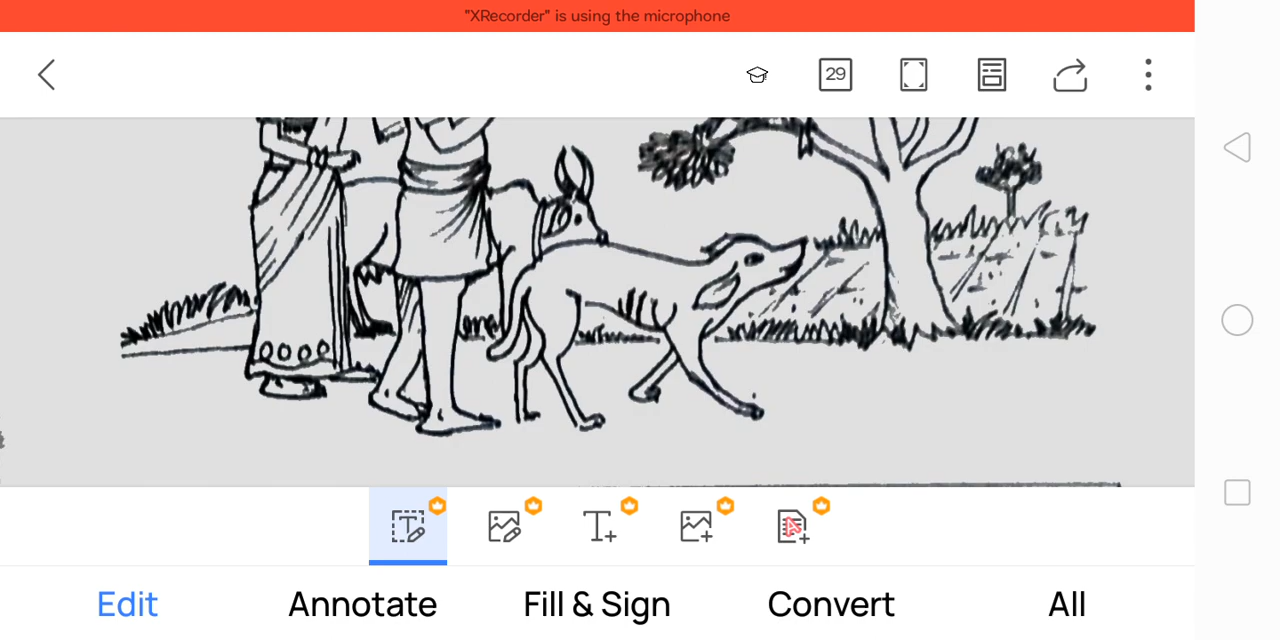 "XRecorder" is using the microphone
29
Edit
Annotate
Fill & Sign
Convert
All